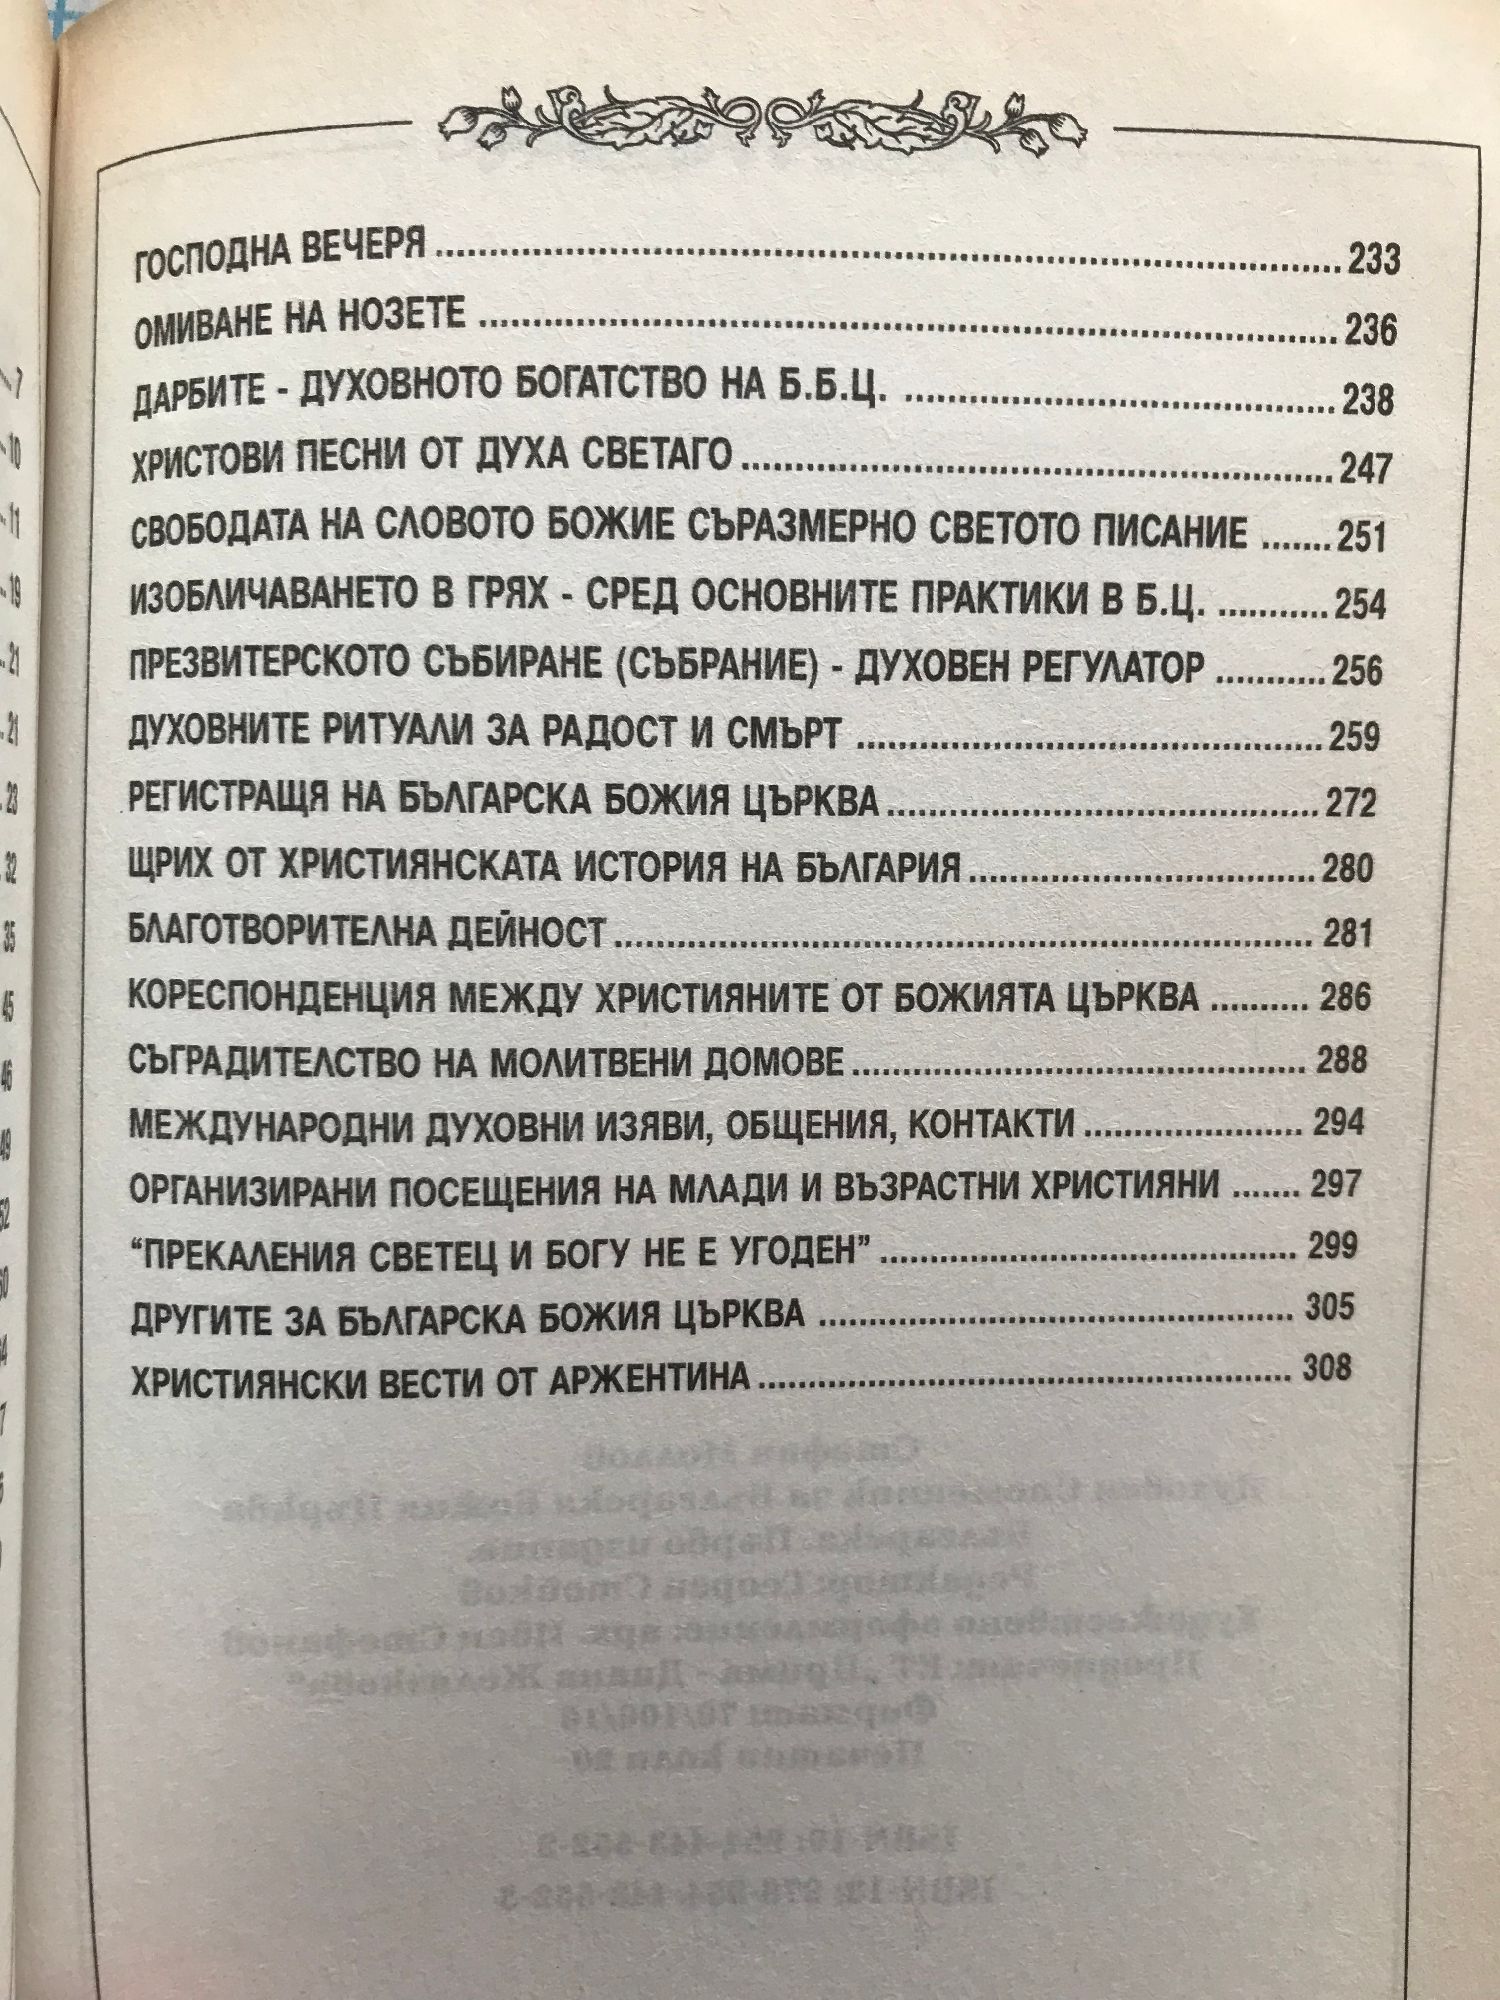 ГОСПОДНА ВЕЧЕРЯ 233
ОМИВАНЕ НА НОЗЕТЕ 236
ДАРБИТЕ - ДУХОВНОТО БОГАТСТВО НА Б.Б.Ц. 238
ХРИСТОВИ ПЕСНИ ОТ ДУХА СВЕТАГО 247
СВОБОДАТА НА СЛОВОТО БОЖИЕ СЪРАЗМЕРНО СВЕТОТО ПИСАНИЕ 251
ИЗОБЛИЧАВАНЕТО В ГРЯХ - СРЕД ОСНОВНИТЕ ПРАКТИКИ В Б.Ц. 254
ПРЕЗВИТЕРСКОТО СЪБИРАНЕ (СЪБРАНИЕ) - ДУХОВЕН РЕГУЛАТОР 256
ДУХОВНИТЕ РИТУАЛИ ЗА РАДОСТ И СМЪРТ 259
РЕГИСТРАЩЯ НА БЪЛГАРСКА БОЖИЯ ЦЪРКВА 272
ЩРИХ ОТ ХРИСТИЯНСКАТА ИСТОРИЯ НА БЪЛГАРИЯ 280
БЛАГОТВОРИТЕЛНА ДЕЙНОСТ 281
КОРЕСПОНДЕНЦИЯ МЕЖДУ ХРИСТИЯНИТЕ ОТ БОЖИЯТА ЦЪРКВА 286
СЪГРАДИТЕЛСТВО НА МОЛИТВЕНИ ДОМОВЕ 288
МЕЖДУНАРОДНИ ДУХОВНИ ИЗЯВИ, ОБЩЕНИЯ, КОНТАКТИ 294
ОРГАНИЗИРАНИ ПОСЕЩЕНИЯ НА МЛАДИ И ВЪЗРАСТНИ ХРИСТИЯНИ 297
“ПРЕКАЛЕНИЯ СВЕТЕЦ И БОГУ НЕ Е УГОДЕН” 299
ДРУГИТЕ ЗА БЪЛГАРСКА БОЖИЯ ЦЪРКВА 305
ХРИСТИЯНСКИ ВЕСТИ ОТ АРЖЕНТИНА 308